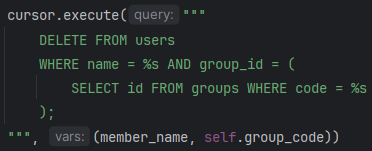 cursor.execute( query: """
    DELETE FROM users
    WHERE name = %s AND group_id = (
        SELECT id FROM groups WHERE code = %s
    );
""", vars: (member_name, self.group_code))